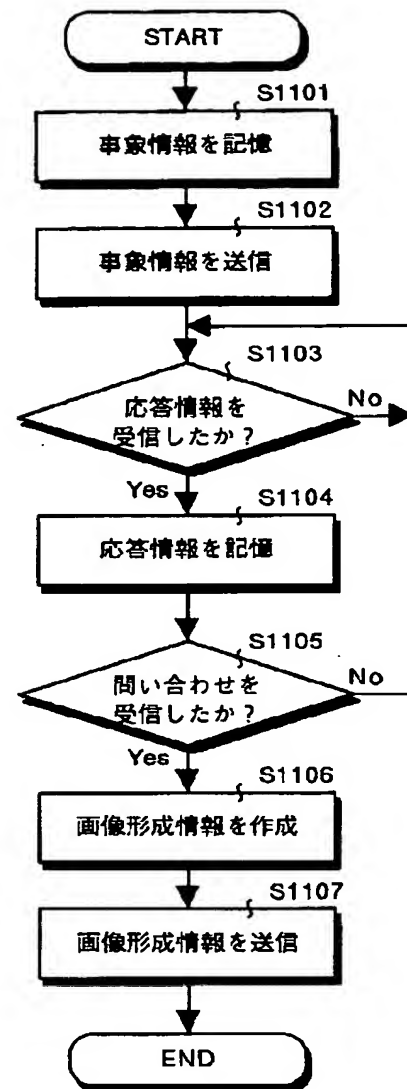 START
S1101
事象情報を記憶
S1102
事象情報を送信
S1103
応答情報を
受信したか？
No
Yes
S1104
応答情報を記憶
S1105
問い合わせを
受信したか？
No
Yes
S1106
画像形成情報を作成
S1107
画像形成情報を送信
END